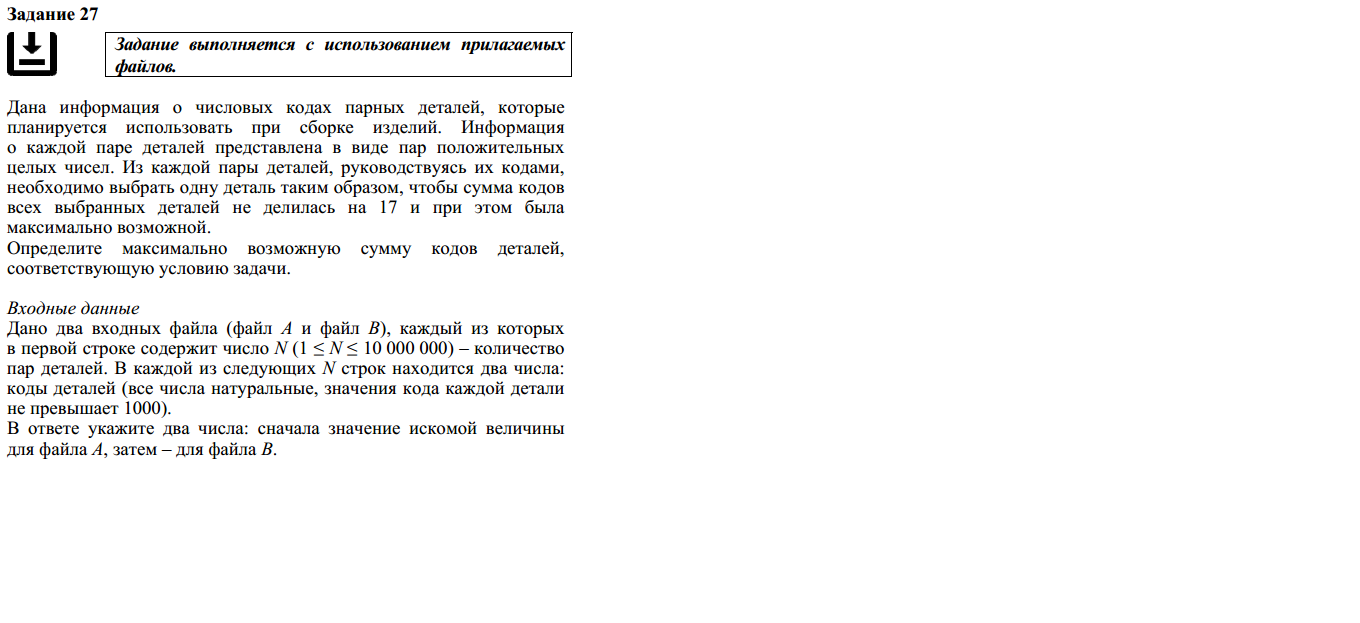 Задание 27
Задание выполняется с использованием прилагаемых
файлов.
Дана информация о числовых кодах парных деталей, которые
планируется использовать при сборке изделий. Информация
о каждой паре деталей представлена в виде пар положительных
целых чисел. Из каждой пары деталей, руководствуясь их кодами,
необходимо выбрать одну деталь таким образом, чтобы сумма кодов
всех выбранных деталей не делилась на 17 и при этом была
максимально возможной.
Определите максимально возможную сумму кодов деталей,
соответствующую условию задачи.
Входные данные
Дано два входных файла (файл A и файл B), каждый из которых
в первой строке содержит число N (1 ≤ N ≤ 10 000 000) – количество
пар деталей. В каждой из следующих N строк находится два числа:
коды деталей (все числа натуральные, значения кода каждой детали
не превышает 1000).
В ответе укажите два числа: сначала значение искомой величины
для файла A, затем – для файла B.